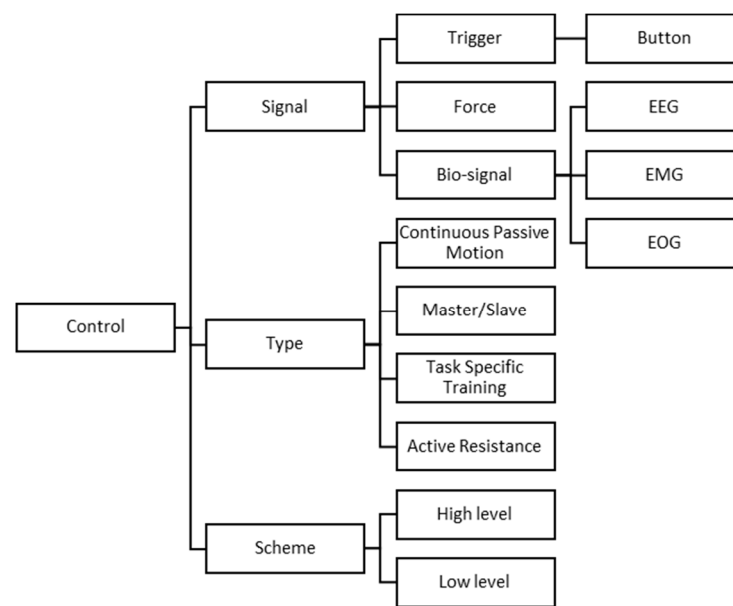 Trigger
Button
Signal
Force
EEG
Bio-signal
EMG
EOG
Continuous Passive
Motion
Control
Type
Master/Slave
Task Specific
Training
Active Resistance
Scheme
High level
Low level